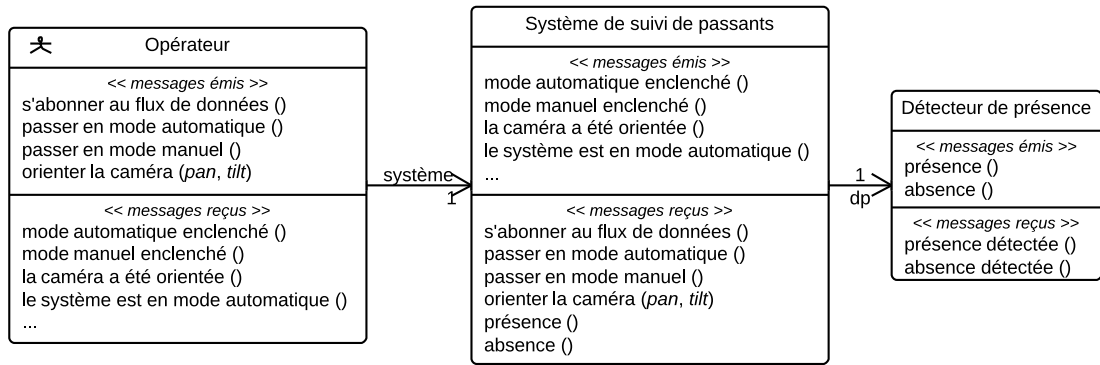 Opérateur
<< messages émis >>
s'abonner au flux de données ()
passer en mode automatique ()
passer en mode manuel ()
orienter la caméra (pan, tilt)
<< messages reçus >>
mode automatique enclenché ()
mode manuel enclenché ()
la caméra a été orientée ()
le système est en mode automatique ()
...
système
1
Système de suivi de passants
<< messages émis >>
mode automatique enclenché ()
mode manuel enclenché ()
la caméra a été orientée ()
le système est en mode automatique ()
...
<< messages reçus >>
s'abonner au flux de données ()
passer en mode automatique ()
passer en mode manuel ()
orienter la caméra (pan, tilt)
présence ()
absence ()
1
dp
Détecteur de présence
<< messages émis >>
présence ()
absence ()
<< messages reçus >>
présence détectée ()
absence détectée ()